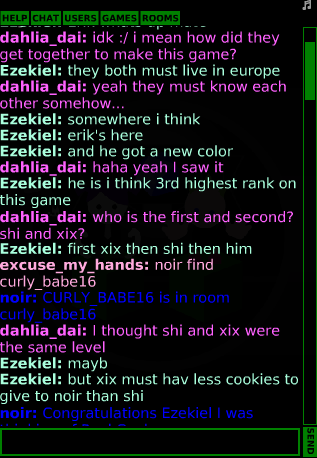 HELP CHAT USERS GAMES ROOMS
dahlia_dai: idk :/ i mean how did they
get together to make this game?
Ezekiel: they both must live in europe
dahlia_dai: yeah they must know each
other somehow...
Ezekiel: somewhere i think
Ezekiel: erik's here
Ezekiel: and he got a new color
dahlia_dai: haha yeah I saw it
Ezekiel: he is i think 3rd highest rank on
this game
dahlia_dai: who is the first and second?
shi and xix?
Ezekiel: first xix then shi then him
excuse_my_hands: noir find
curly_babe16
noir: CURLY_BABE16 is in room
curly_babe16
dahlia_dai: I thought shi and xix were
the same level
Ezekiel: mayb
Ezekiel: but xix must hav less cookies to
give to noir than shi
noir: Congratulations Ezekiel I was
SEND